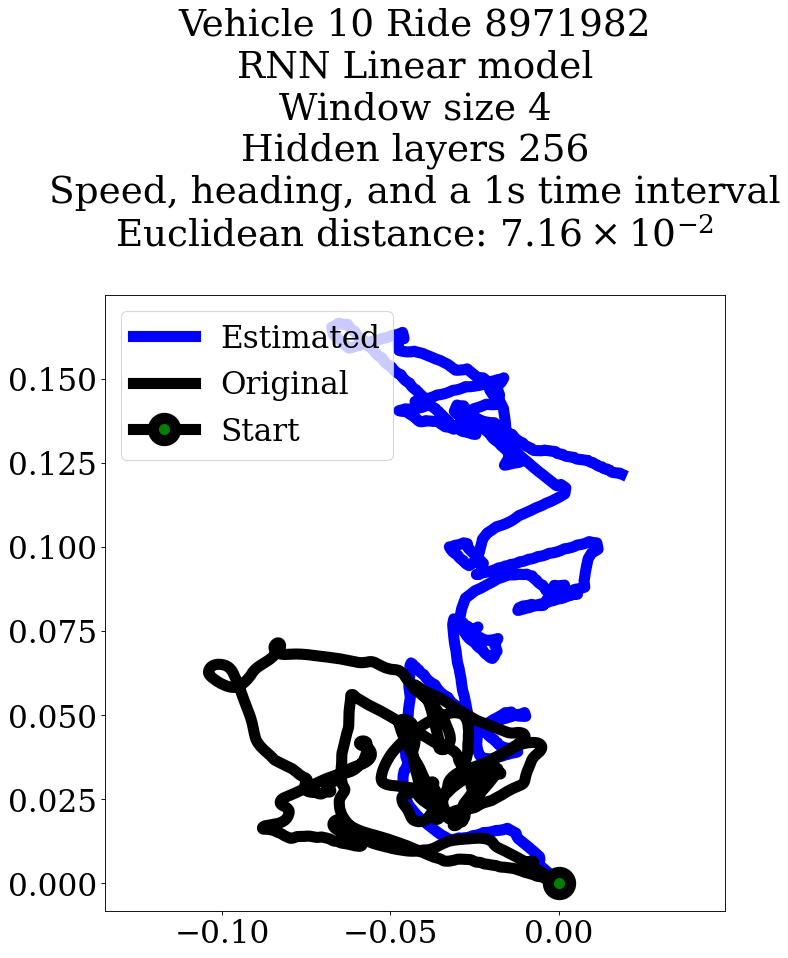 Vehicle 10 Ride 8971982
RNN Linear model
Window size 4
Hidden layers 256
Speed, heading, and a 1s time interval
Euclidean distance: 7.16 × 10⁻²
Estimated
Original
Start
0.150
0.125
0.100
0.075
0.050
0.025
0.000
−0.10 −0.05 0.00